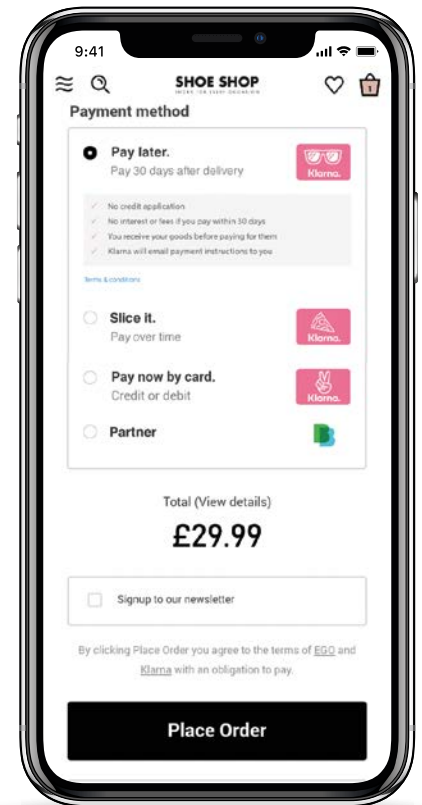 9:41
SHOE SHOP
1
Payment method
Pay later.
Pay 30 days after delivery
Klarna.
✓ No credit application
✓ No interest or fees if you pay within 30 days
✓ You receive your goods before paying for them
✓ Klarna will email payment instructions to you
Terms & conditions
Slice it.
Pay over time
Klarna.
Pay now by card.
Credit or debit
Klarna.
Partner
Total (View details)
£29.99
Signup to our newsletter
By clicking Place Order you agree to the terms of EGO and
Klarna with an obligation to pay.
Place Order